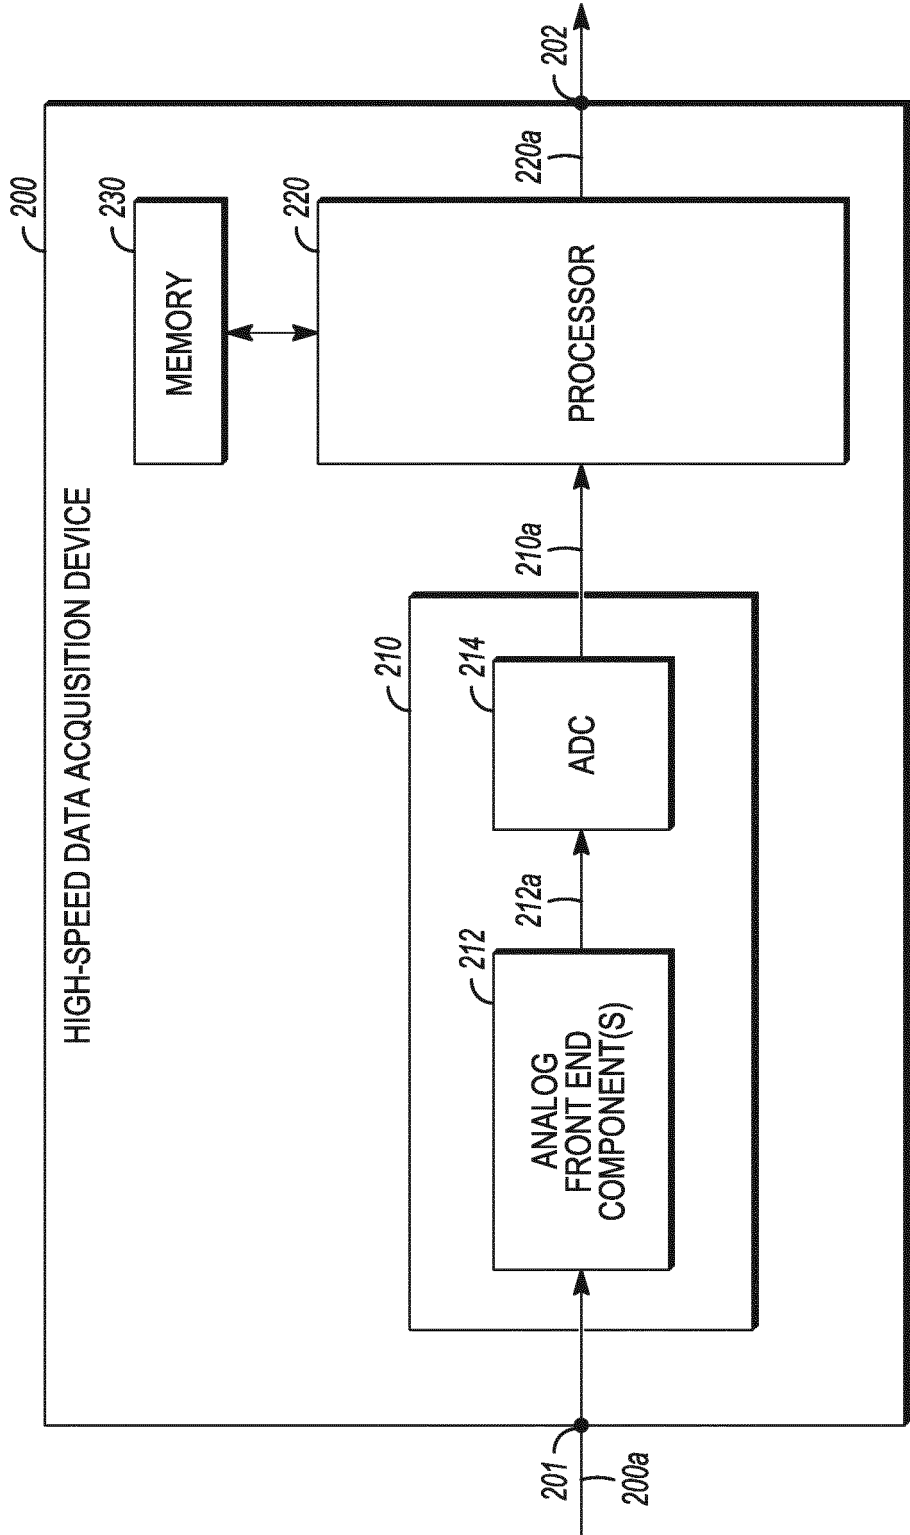 HIGH-SPEED DATA ACQUISITION DEVICE
200
230
MEMORY
220
PROCESSOR
210
212
ANALOG
FRONT END
COMPONENT(S)
212a
214
ADC
210a
220a
202
201
200a